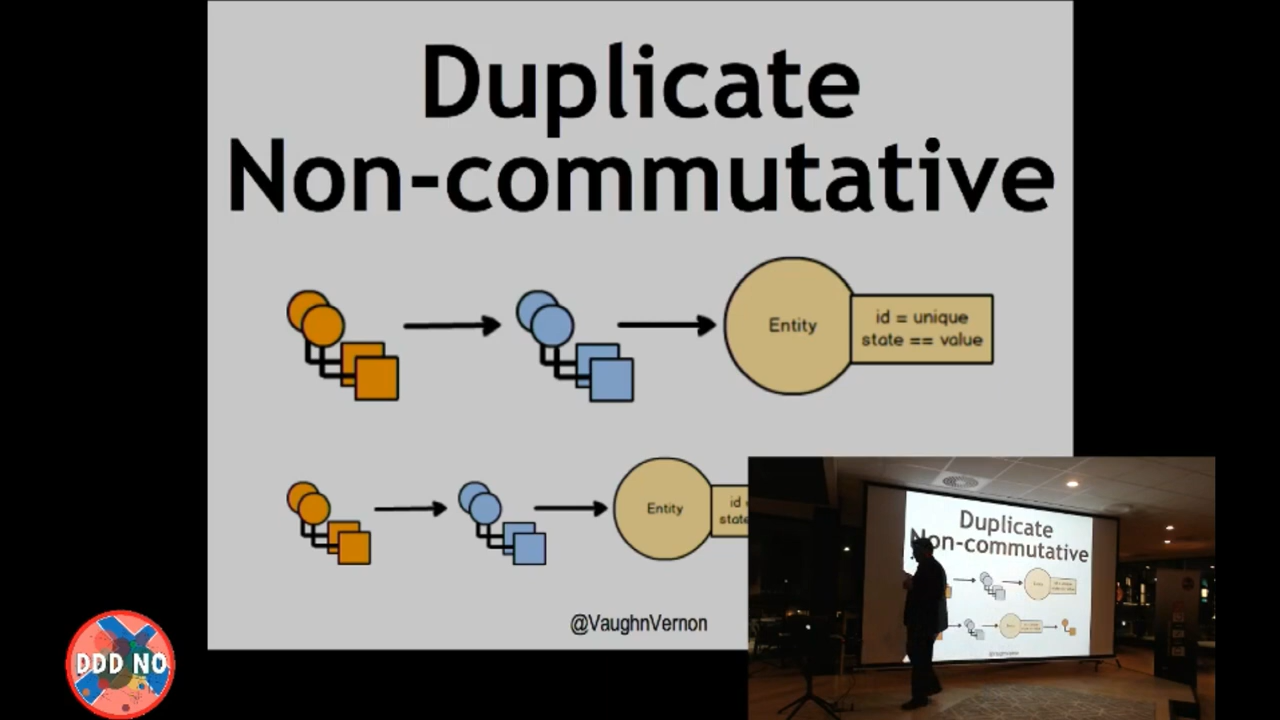 Duplicate
Non-commutative
Entity
id = unique
state == value
Entity
id
state
@VaughnVernon
DDD NO
Duplicate
Non-commutative